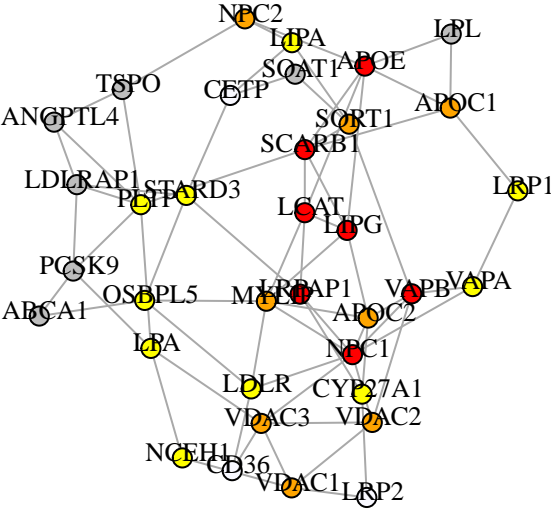 NPC2
LIPA
LPL
APOE
SOAT1
TSPO
CETP
APOC1
ANGPTL4
SORT1
SCARB1
LDLRAP1
STARD3
LRP1
PLTP
LCAT
LIPG
PCSK9
OSBPL5
LRPAP1
VAPB
VAPA
ABCA1
APOC2
LPA
NPC1
LDLR
CYP27A1
VDAC3
VDAC2
NCEH1
CD36
VDAC1
LRP2